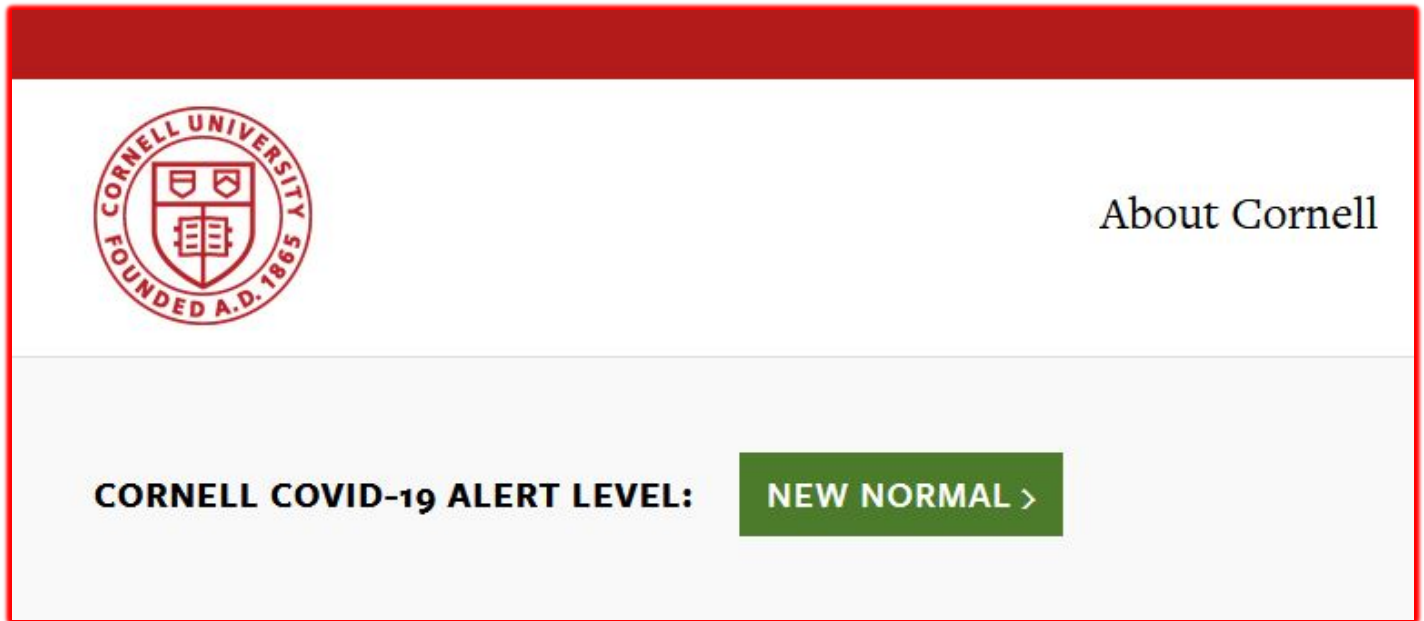 CORNELL UNIVERSITY
FOUNDED A.D. 1865
About Cornell
CORNELL COVID-19 ALERT LEVEL:
NEW NORMAL >